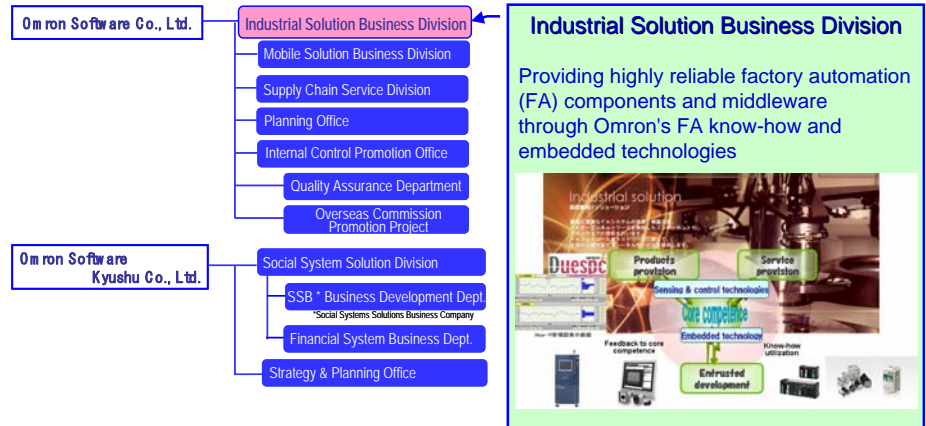 Omron Software Co., Ltd.
Industrial Solution Business Division
Mobile Solution Business Division
Supply Chain Service Division
Planning Office
Internal Control Promotion Office
Quality Assurance Department
Overseas Commission
Promotion Project
Omron Software
Kyushu Co., Ltd.
Social System Solution Division
SSB * Business Development Dept.
*Social Systems Solutions Business Company
Financial System Business Dept.
Strategy & Planning Office
Industrial Solution Business Division
Providing highly reliable factory automation
(FA) components and middleware
through Omron's FA know-how and
embedded technologies
Industrial solution
Duespc
Products
provision
Service
provision
Sensing & control technologies
Core competence
Embedded technology
Feedback to core
competence
Know-how
utilization
Entrusted
development